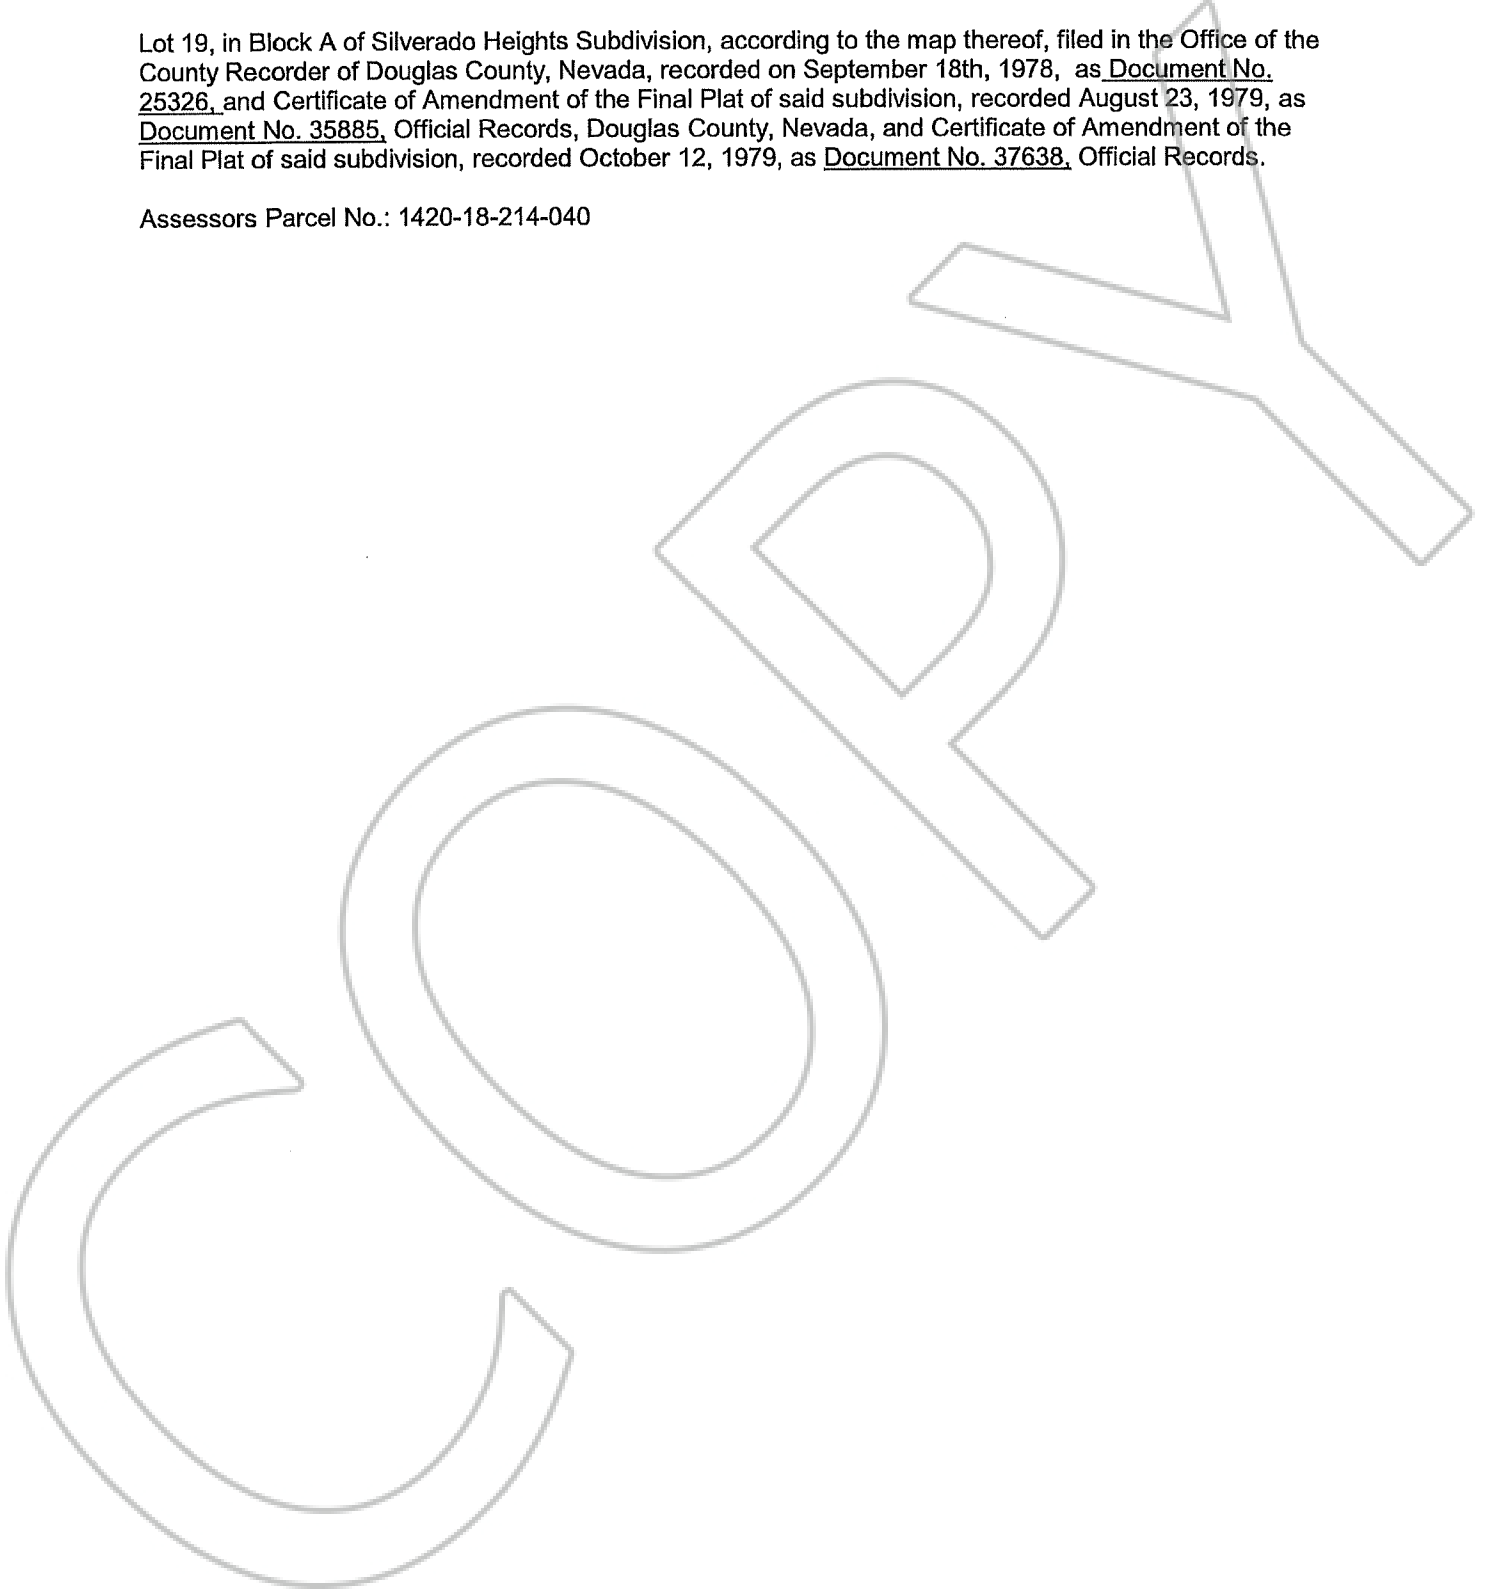 Lot 19, in Block A of Silverado Heights Subdivision, according to the map thereof, filed in the Office of the
County Recorder of Douglas County, Nevada, recorded on September 18th, 1978, as Document No.
25326, and Certificate of Amendment of the Final Plat of said subdivision, recorded August 23, 1979, as
Document No. 35885, Official Records, Douglas County, Nevada, and Certificate of Amendment of the
Final Plat of said subdivision, recorded October 12, 1979, as Document No. 37638, Official Records.
Assessors Parcel No.: 1420-18-214-040
COPY